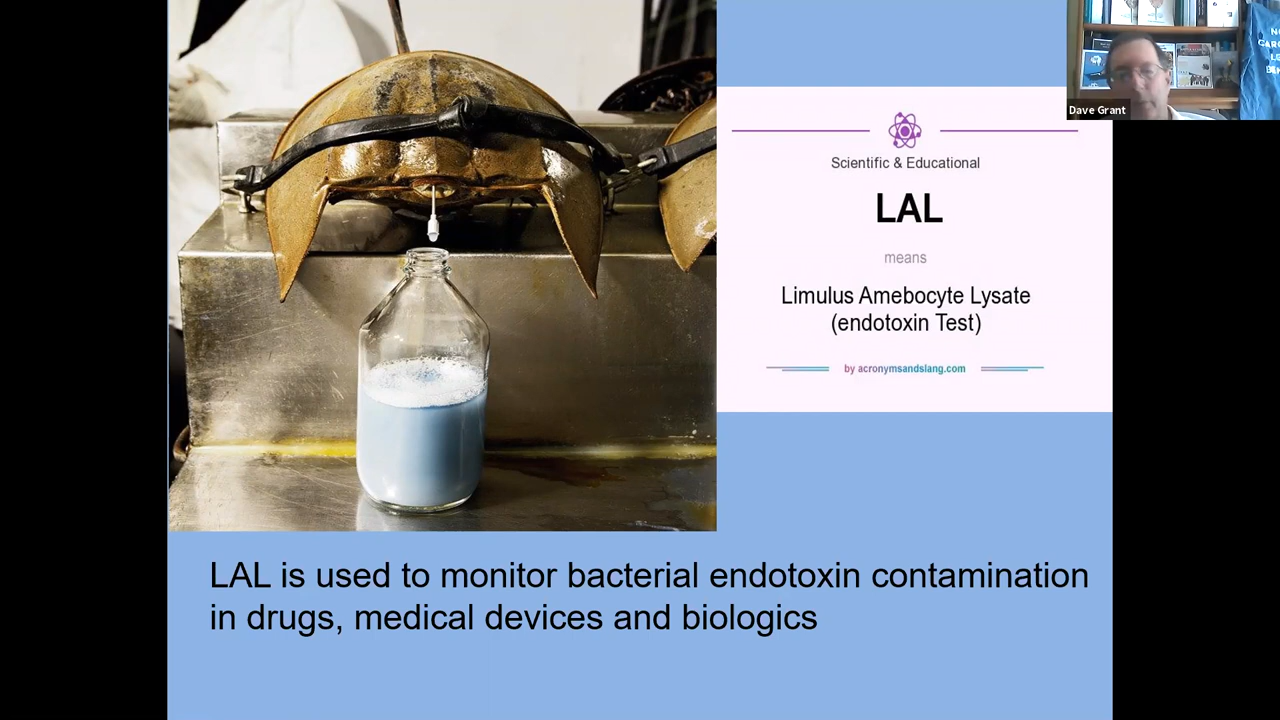 Dave Grant
Scientific & Educational
LAL
means
Limulus Amebocyte Lysate
(endotoxin Test)
by acronymsandslang.com
LAL is used to monitor bacterial endotoxin contamination
in drugs, medical devices and biologics